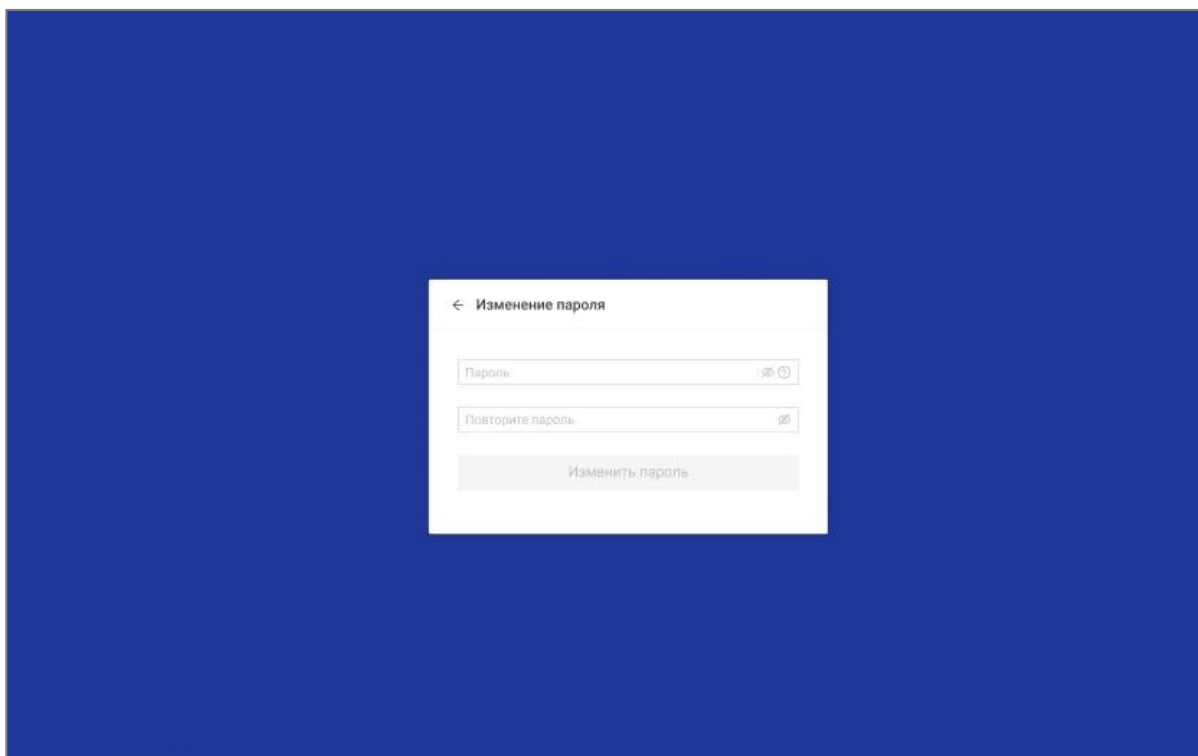 Изменение пароля
Пароль
Повторите пароль
Изменить пароль